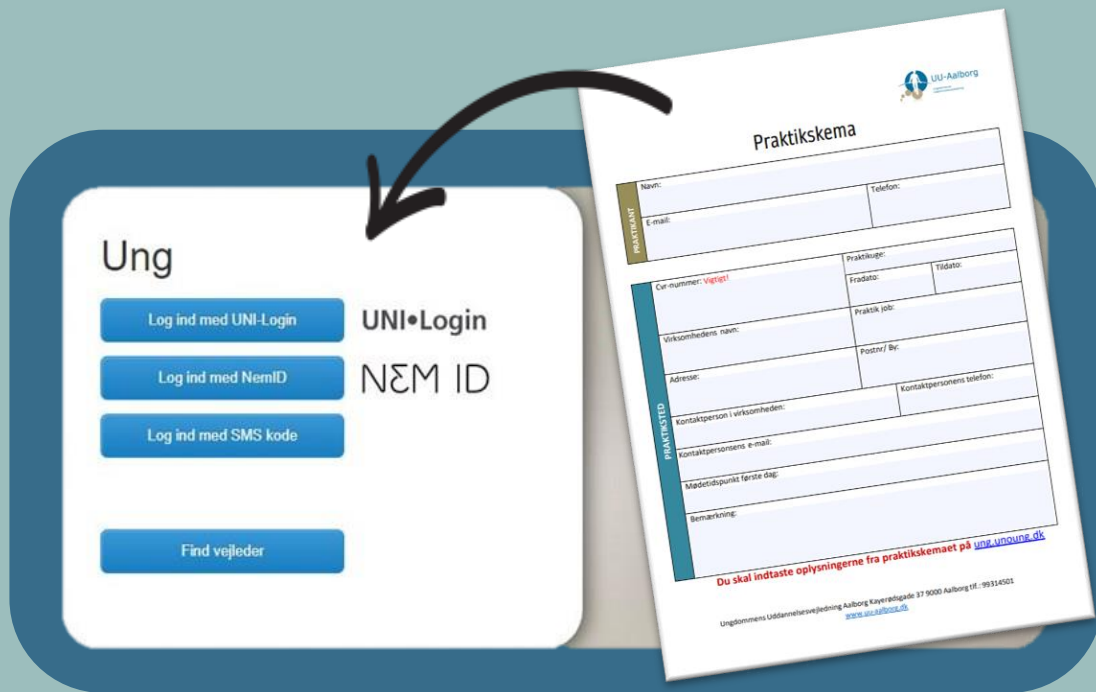 Ung
Log ind med UNI-Login
UNI•Login
Log ind med NemID
NEM ID
Log ind med SMS kode
Find vejleder
UU-Aalborg
Praktikskema
PRAKTIKANT
Navn:
E-mail:
Telefon:
PRAKTIKSTED
Cvr-nummer: Vigtigt!
Praktikuge:
Fradato:
Tildato:
Virksomhedens navn:
Praktik job:
Adresse:
Postnr/ By:
Kontaktperson i virksomheden:
Kontaktpersonens telefon:
Kontaktpersonsens e-mail:
Mødetidspunkt første dag:
Bemærkning:
Du skal indtaste oplysningerne fra praktikskemaet på ung.unoung.dk
Ungdommens Uddannelsesvejledning Aalborg Kayerødsgade 37 9000 Aalborg tlf.: 99314501
www.uu-aalborg.dk